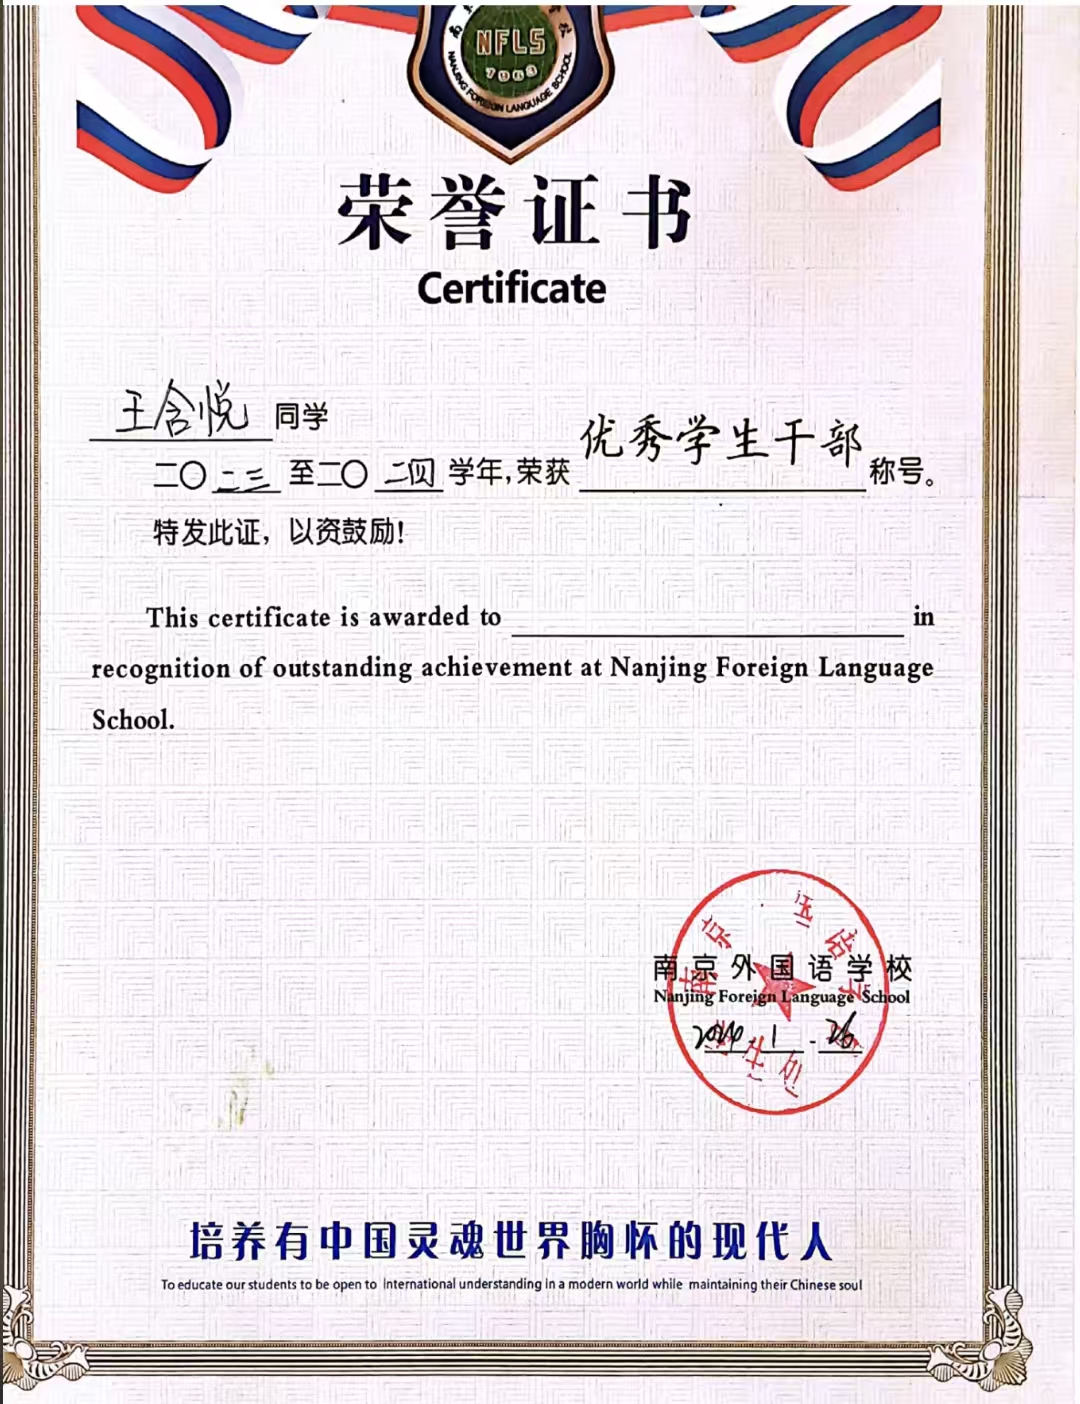 NFLS
1963
NANJING FOREIGN LANGUAGE SCHOOL
荣誉证书
Certificate
王含悦 同学
二〇二三至二〇二四学年,荣获 优秀学生干部 称号。
特发此证，以资鼓励!
This certificate is awarded to in
recognition of outstanding achievement at Nanjing Foreign Language
School.
南京外国语学校
Nanjing Foreign Language School
2024 1 - 26
培养有中国灵魂世界胸怀的现代人
To educate our students to be open to International understanding in a modern world while maintaining their Chinese soul